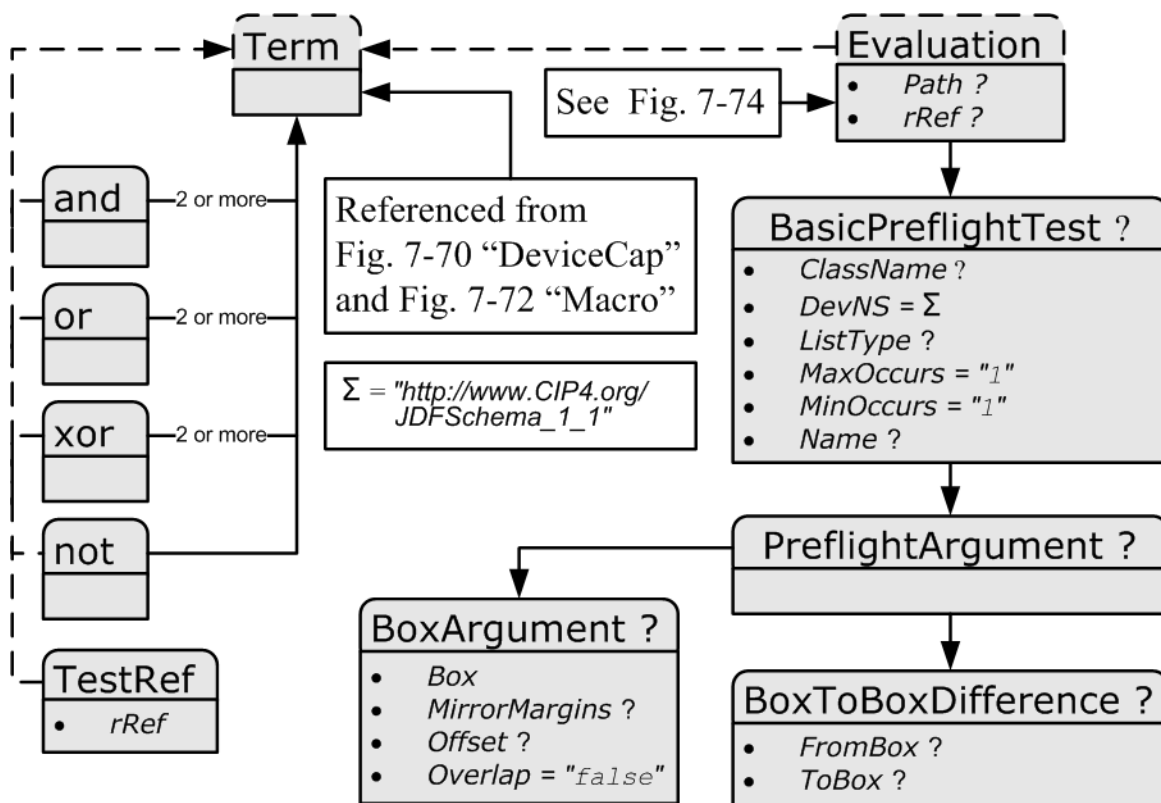 Term
Evaluation
• Path ?
• rRef ?
See Fig. 7-74
and
2 or more
or
2 or more
xor
2 or more
not
TestRef
• rRef
Referenced from
Fig. 7-70 “DeviceCap”
and Fig. 7-72 “Macro”
Σ = "http://www.CIP4.org/
JDFSchema_1_1"
BasicPreflightTest ?
• ClassName ?
• DevNS = Σ
• ListType ?
• MaxOccurs = "1"
• MinOccurs = "1"
• Name ?
PreflightArgument ?
BoxArgument ?
• Box
• MirrorMargins ?
• Offset ?
• Overlap = "false"
BoxToBoxDifference ?
• FromBox ?
• ToBox ?